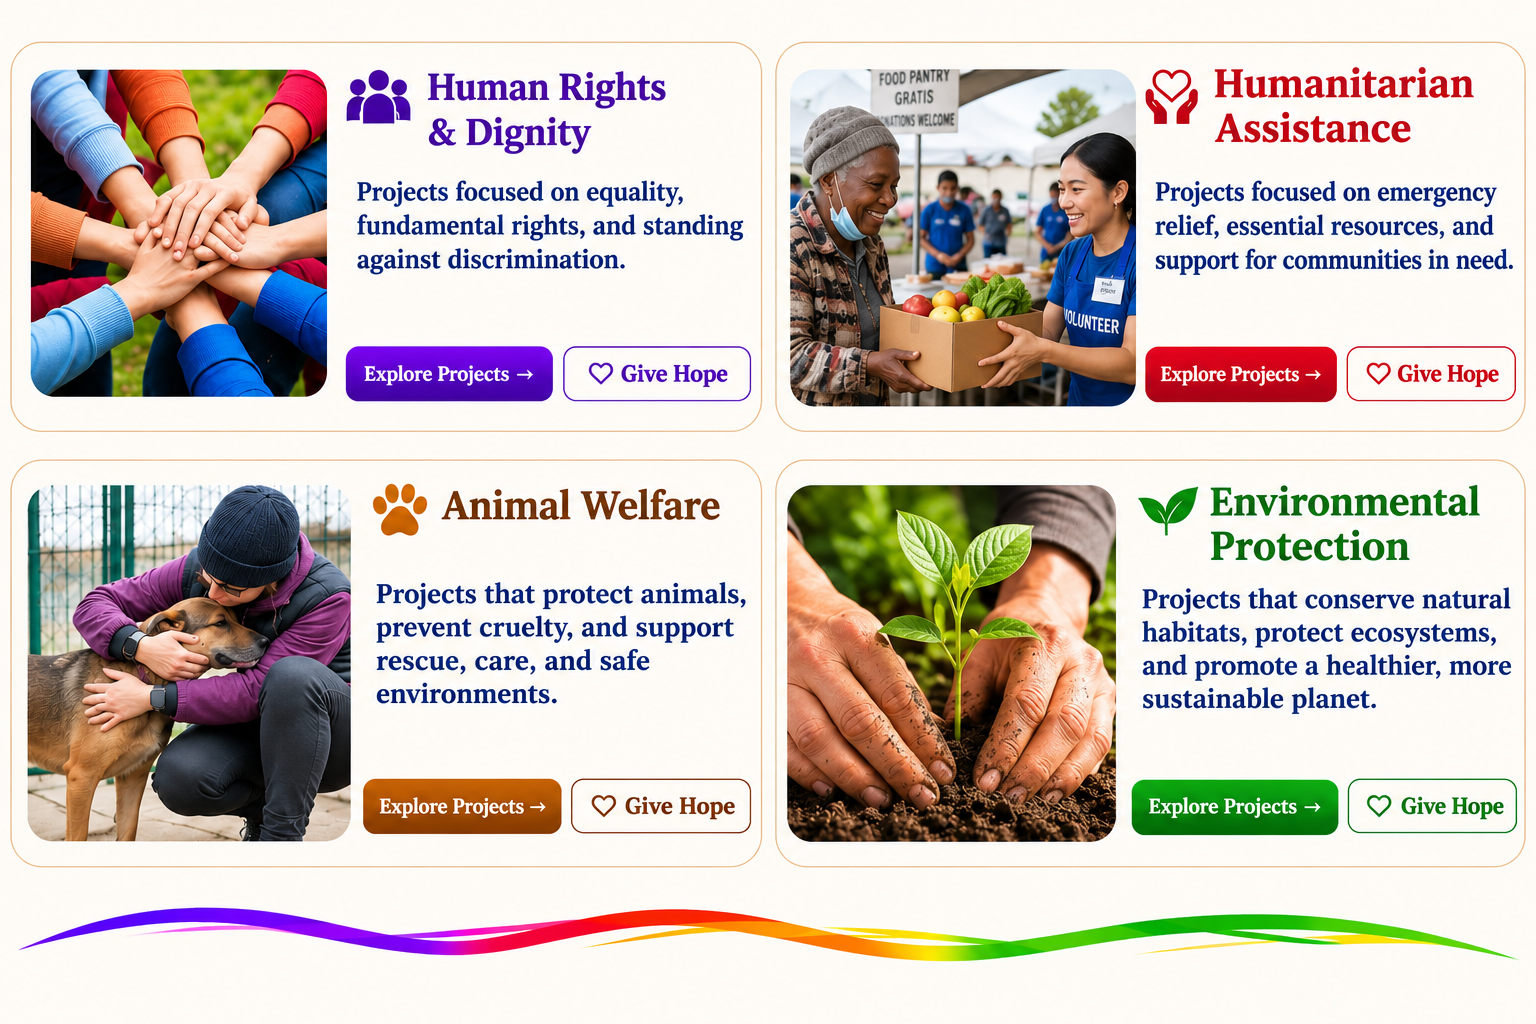 Human Rights
& Dignity
Projects focused on equality,
fundamental rights, and standing
against discrimination.
Explore Projects →
Give Hope
FOOD PANTRY
GRATIS
WELCOME
VOLUNTEER
Humanitarian
Assistance
Projects focused on emergency
relief, essential resources, and
support for communities in need.
Explore Projects →
Give Hope
Animal Welfare
Projects that protect animals,
prevent cruelty, and support
rescue, care, and safe
environments.
Explore Projects →
Give Hope
Environmental
Protection
Projects that conserve natural
habitats, protect ecosystems,
and promote a healthier, more
sustainable planet.
Explore Projects →
Give Hope